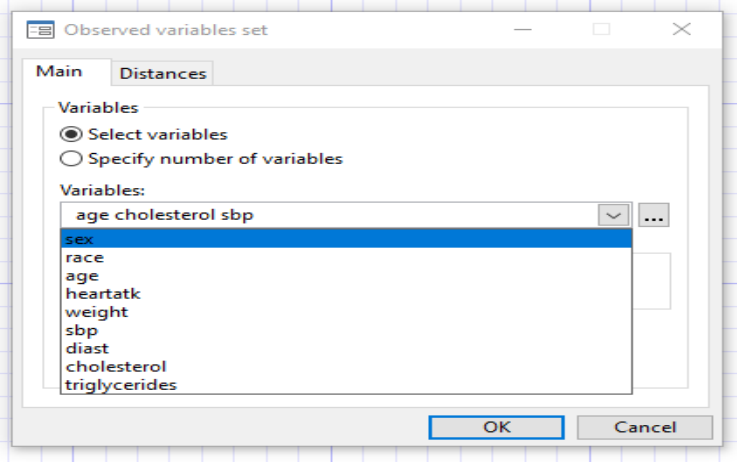 Observed variables set
Main Distances
Variables
Select variables
Specify number of variables
Variables:
age cholesterol sbp ...
sex
race
age
heartatk
weight
sbp
diast
cholesterol
triglycerides
OK Cancel